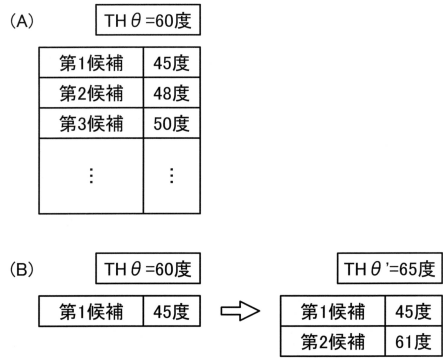 (A)
THθ=60度
第1候補 45度
第2候補 48度
第3候補 50度
⋮ ⋮
(B)
THθ=60度 THθ'=65度
第1候補 45度 ⇨ 第1候補 45度
第2候補 61度